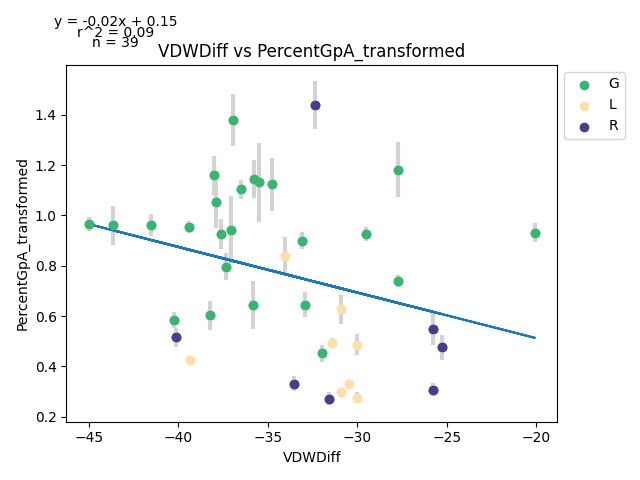 y = -0.02x + 0.15
r^2 = 0.09
n = 39
VDWDiff vs PercentGpA_transformed
G
L
R
PercentGpA_transformed
1.4
1.2
1.0
0.8
0.6
0.4
0.2
−45 −40 −35 −30 −25 −20
VDWDiff